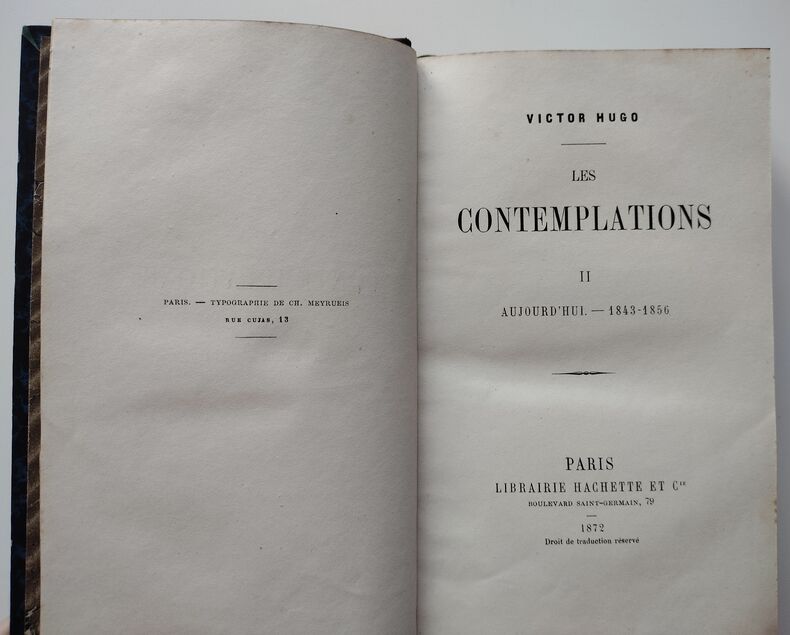 PARIS. — TYPOGRAPHIE DE CH. MEYRUEIS
RUE CUJAS, 13
VICTOR HUGO
LES
CONTEMPLATIONS
II
AUJOURD'HUI. — 1843-1856
PARIS
LIBRAIRIE HACHETTE ET Cie
BOULEVARD SAINT-GERMAIN, 79
1872
Droit de traduction réservé